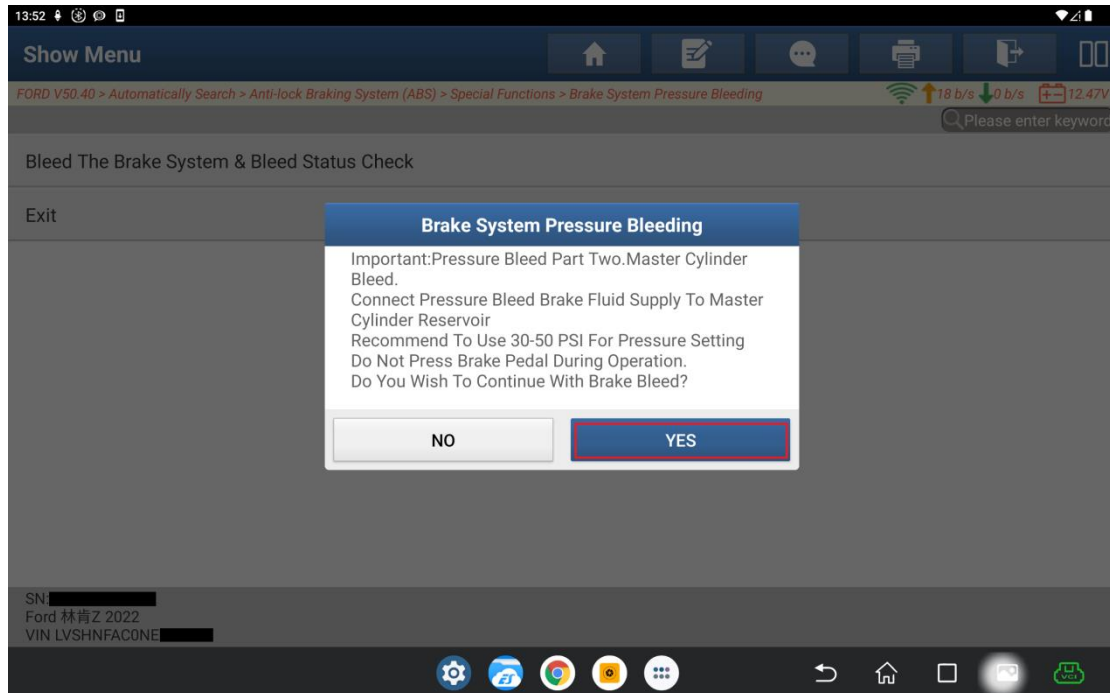 13:52
Show Menu
FORD V50.40 > Automatically Search > Anti-lock Braking System (ABS) > Special Functions > Brake System Pressure Bleeding
18 b/s 0 b/s 12.47V
Please enter keyword
Bleed The Brake System & Bleed Status Check
Exit
Brake System Pressure Bleeding
Important:Pressure Bleed Part Two.Master Cylinder
Bleed.
Connect Pressure Bleed Brake Fluid Supply To Master
Cylinder Reservoir
Recommend To Use 30-50 PSI For Pressure Setting
Do Not Press Brake Pedal During Operation.
Do You Wish To Continue With Brake Bleed?
NO YES
SN:
Ford 林肯Z 2022
VIN LVSHNFAC0NE
VCI